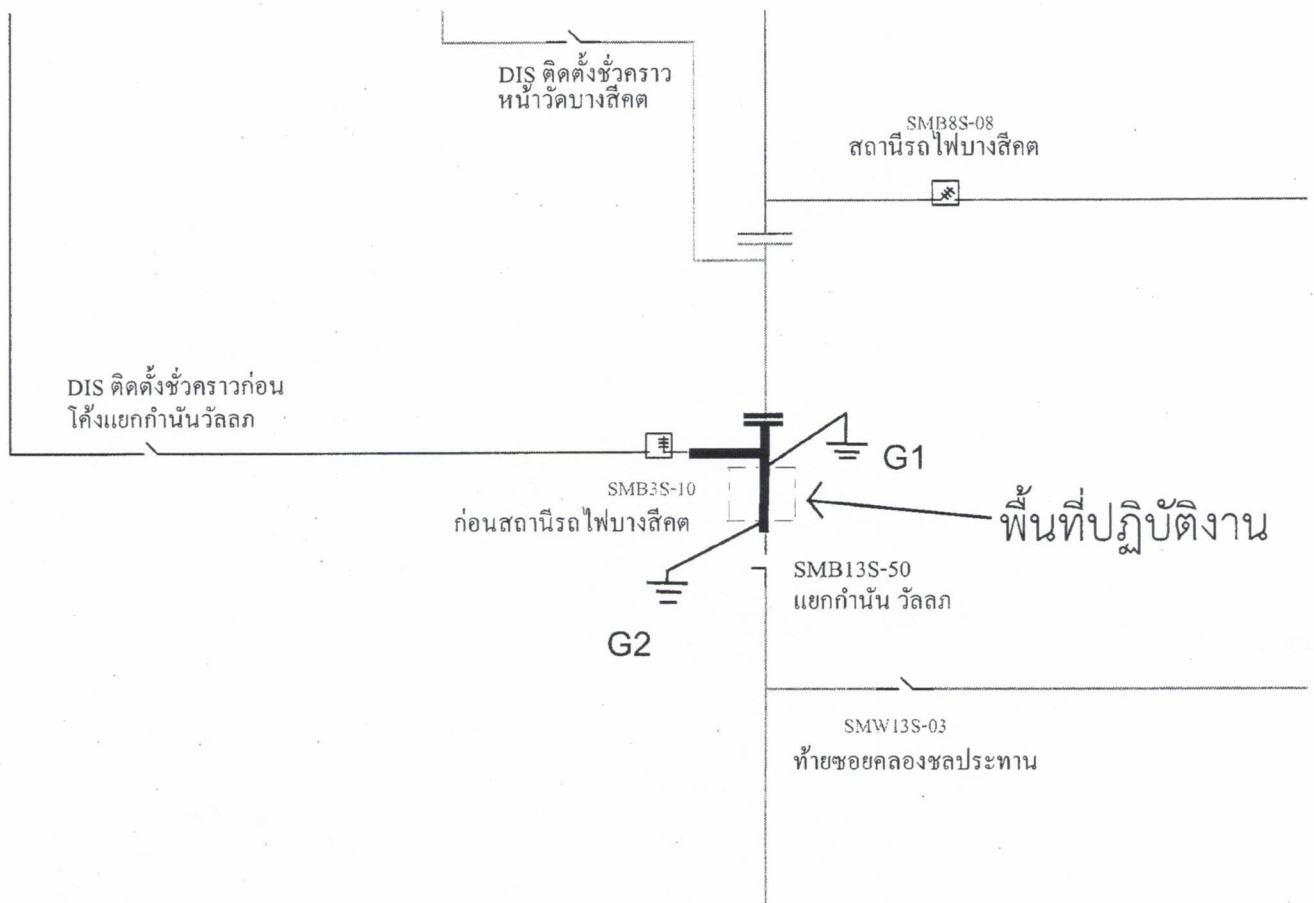 DIS ติดตั้งชั่วคราว
หน้าวัดบางสีคต
SMB8S-08
สถานีรถไฟบางสีคต
DIS ติดตั้งชั่วคราวก่อน
โค้งแยกกำนันวัลลภ
G1
SMB3S-10
ก่อนสถานีรถไฟบางสีคต
พื้นที่ปฏิบัติงาน
SMB13S-50
แยกกำนัน วัลลภ
G2
SMW13S-03
ท้ายซอยคลองชลประทาน